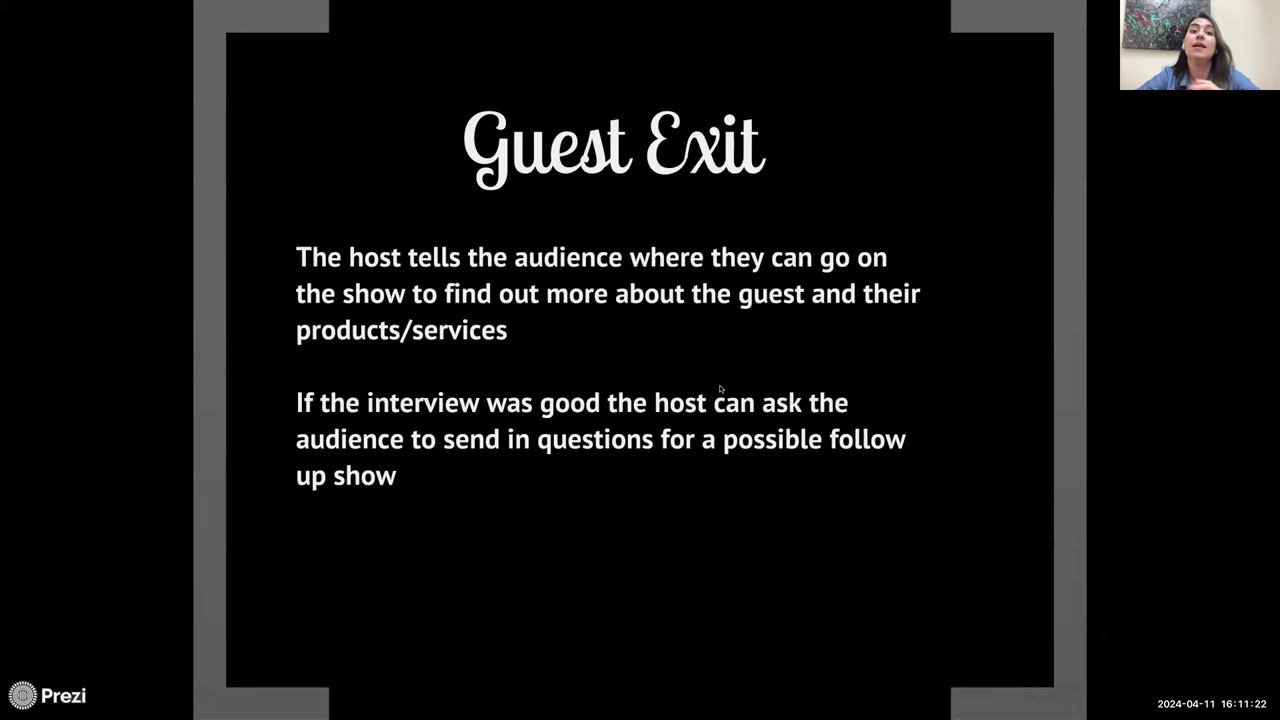 Guest Exit
The host tells the audience where they can go on
the show to find out more about the guest and their
products/services
If the interview was good the host can ask the
audience to send in questions for a possible follow
up show
Prezi
2024-04-11 16:11:22